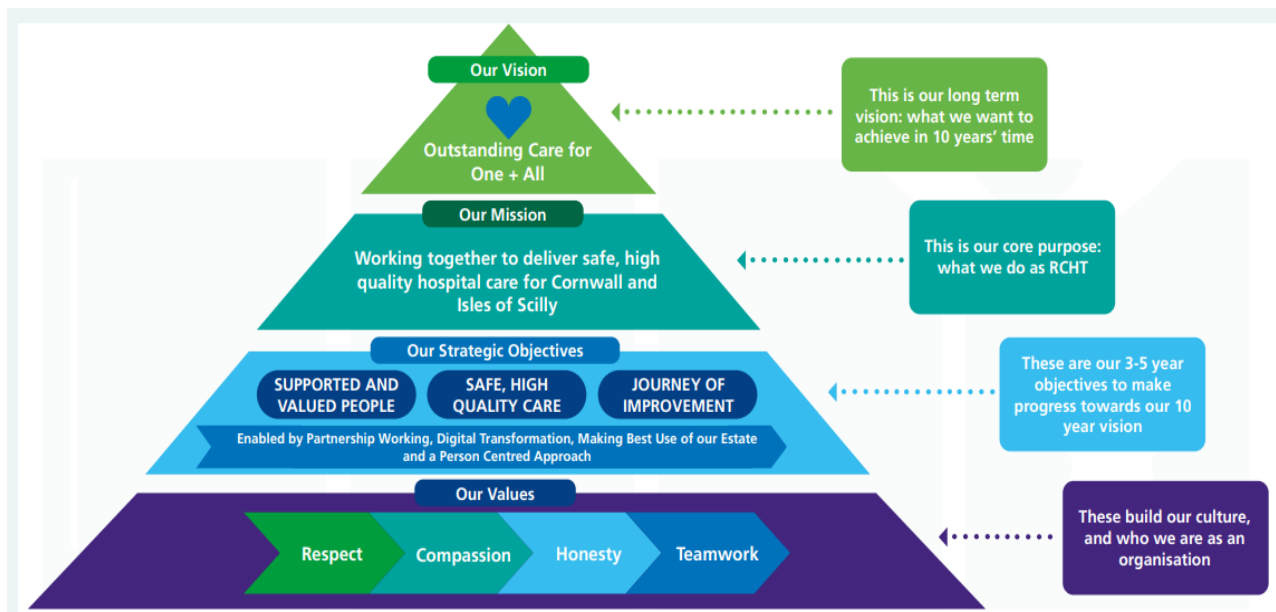 Our Vision
Outstanding Care for
One + All
This is our long term
vision: what we want to
achieve in 10 years' time
Our Mission
Working together to deliver safe, high
quality hospital care for Cornwall and
Isles of Scilly
This is our core purpose:
what we do as RCHT
Our Strategic Objectives
SUPPORTED AND
VALUED PEOPLE
SAFE, HIGH
QUALITY CARE
JOURNEY OF
IMPROVEMENT
Enabled by Partnership Working, Digital Transformation, Making Best Use of our Estate
and a Person Centred Approach
These are our 3-5 year
objectives to make
progress towards our 10
year vision
Our Values
Respect
Compassion
Honesty
Teamwork
These build our culture,
and who we are as an
organisation